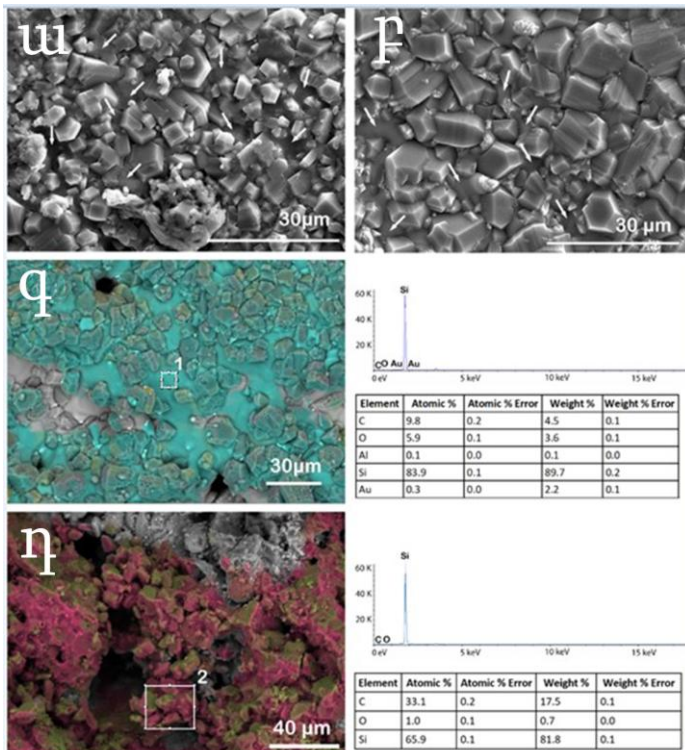 ա
30µm
բ
30 µm
գ
1
30µm
60 K
40 K
20 K
Si
C O Au Au
0 eV 5 keV 10 keV 15 keV
Element Atomic % Atomic % Error Weight % Weight % Error
C 9.8 0.2 4.5 0.1
O 5.9 0.1 3.6 0.1
Al 0.1 0.0 0.1 0.0
Si 83.9 0.1 89.7 0.2
Au 0.3 0.0 2.2 0.1
դ
2
40 µm
60 K
40 K
20 K
Si
C O
0 eV 5 keV 10 keV 15 keV
Element Atomic % Atomic % Error Weight % Weight % Error
C 33.1 0.2 17.5 0.1
O 1.0 0.1 0.7 0.0
Si 65.9 0.1 81.8 0.1